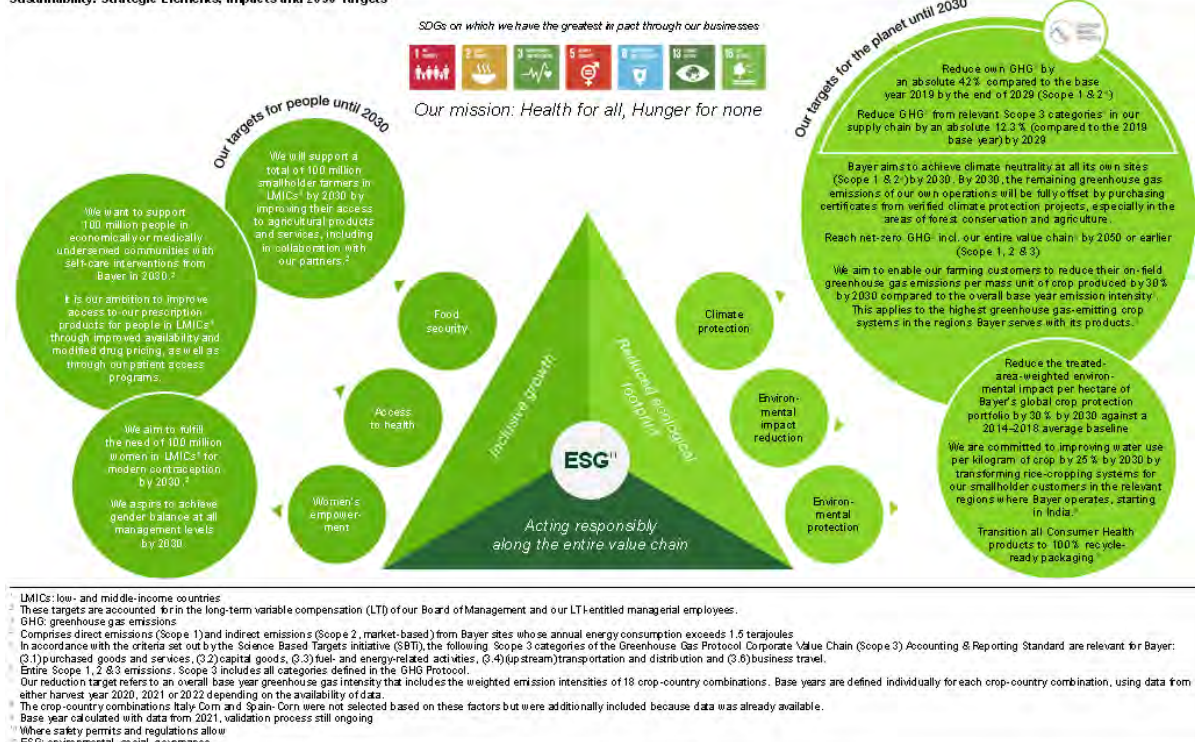 Sustainability: Strategic Elements, Impacts and 2030 Targets
SDGs on which we have the greatest impact through our businesses
1
2
3
5
6
13
15
Our mission: Health for all, Hunger for none
Our targets for people until 2030
We will support a
total of 100 million
smallholder farmers in
LMICs¹ by 2030 by
improving their access
to agricultural products
and services, including
in collaboration with
our partners.²
We want to support
100 million people in
economically or medically
underserved communities with
self-care interventions from
Bayer in 2030.²
It is our ambition to improve
access to our prescription
products for people in LMICs¹
through improved availability and
modified drug pricing, as well as
through our patient access
programs.
We aim to fulfill
the need of 100 million
women in LMICs¹ for
modern contraception
by 2030.²
We aspire to achieve
gender balance at all
management levels
by 2030
Food
security
Access
to health
Women's
empower-
ment
Inclusive growth
Reduced ecological
footprint
ESG¹¹
Acting responsibly
along the entire value chain
Climate
protection
Environ-
mental
impact
reduction
Environ-
mental
protection
Our targets for the planet until 2030
Reduce own GHG by
an absolute 42% compared to the base
year 2019 by the end of 2029 (Scope 1 & 2)
Reduce GHG from relevant Scope 3 categories in our
supply chain by an absolute 12.3% (compared to the 2019
base year) by 2029
Bayer aims to achieve climate neutrality at all its own sites
(Scope 1 & 2) by 2030. By 2030, the remaining greenhouse gas
emissions of our own operations will be fully offset by purchasing
certificates from verified climate protection projects, especially in the
areas of forest conservation and agriculture.
Reach net-zero GHG incl. our entire value chain by 2050 or earlier
(Scope 1, 2 & 3)
We aim to enable our farming customers to reduce their on-field
greenhouse gas emissions per mass unit of crop produced by 30%
by 2030 compared to the overall base year emission intensity
This applies to the highest greenhouse gas-emitting crop
systems in the regions Bayer serves with its products.
Reduce the treated-
area-weighted environ-
mental impact per hectare of
Bayer's global crop protection
portfolio by 30% by 2030 against a
2014–2018 average baseline
We are committed to improving water use
per kilogram of crop by 25% by 2030 by
transforming rice-cropping systems for
our smallholder customers in the relevant
regions where Bayer operates, starting
in India.
Transition all Consumer Health
products to 100% recycle-
ready packaging
LMICs: low- and middle-income countries
These targets are accounted for in the long-term variable compensation (LTI) of our Board of Management and our LTI-entitled managerial employees.
GHG: greenhouse gas emissions
Comprises direct emissions (Scope 1) and indirect emissions (Scope 2, market-based) from Bayer sites whose annual energy consumption exceeds 1.5 terajoules
In accordance with the criteria set out by the Science Based Targets initiative (SBTi), the following Scope 3 categories of the Greenhouse Gas Protocol Corporate Value Chain (Scope 3) Accounting & Reporting Standard are relevant for Bayer:
(3.1) purchased goods and services, (3.2) capital goods, (3.3) fuel- and energy-related activities, (3.4) (upstream) transportation and distribution and (3.6) business travel.
Entire Scope 1, 2 & 3 emissions. Scope 3 includes all categories defined in the GHG Protocol.
Our reduction target refers to an overall base year greenhouse gas intensity that includes the weighted emission intensities of 18 crop-country combinations. Base years are defined individually for each crop-country combination, using data from
either harvest year 2020, 2021 or 2022 depending on the availability of data.
The crop-country combinations Italy-Corn and Spain-Corn were not selected based on these factors but were additionally included because data was already available.
Base year calculated with data from 2021, validation process still ongoing
Where safety permits and regulations allow
ESG: environmental, social, governance